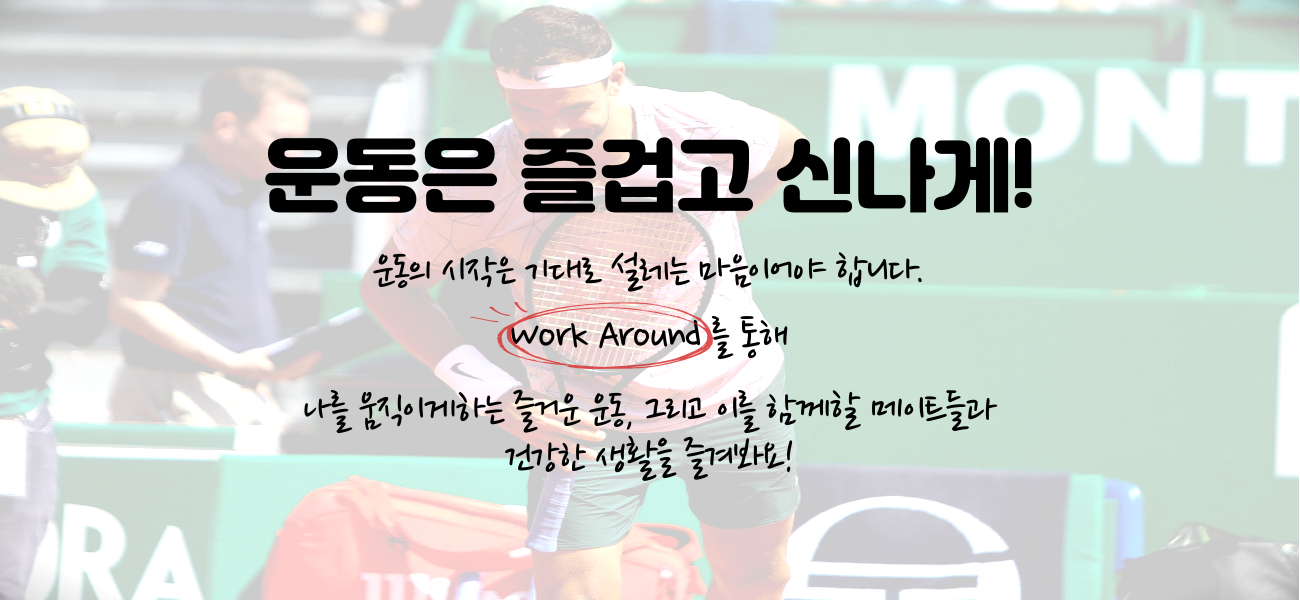 MONT
운동은 즐겁고 신나게!
운동의 시작은 기대로 설레는 마음이어야 합니다.
Work Around를 통해
나를 움직이게하는 즐거운 운동, 그리고 이를 함께할 메이트들과
건강한 생활을 즐겨봐요!
ORA